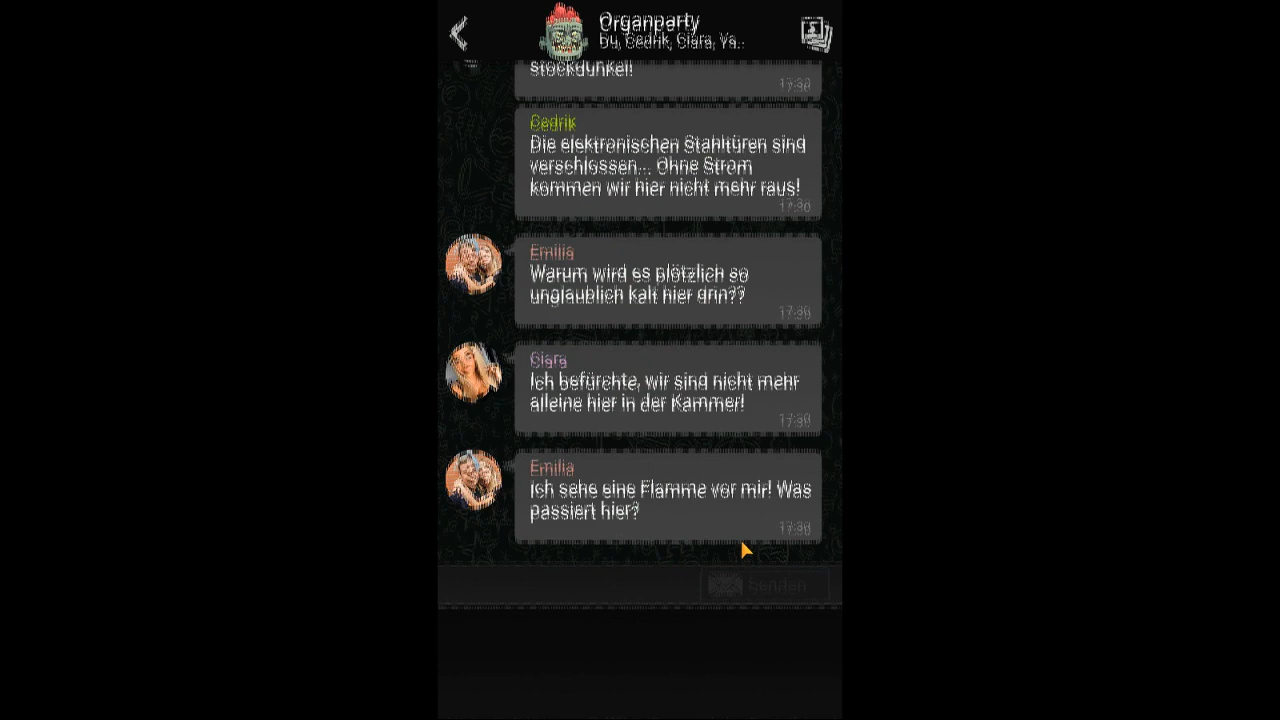 Organparty
Du, Cedrik, Ciara, Ya..
stockdunkel!
17:30
Cedrik
Die elektronischen Stahltüren sind
verschlossen... Ohne Strom
kommen wir hier nicht mehr raus!
17:30
Emilia
Warum wird es plötzlich so
unglaublich kalt hier drin??
17:30
Ciara
Ich befürchte, wir sind nicht mehr
alleine hier in der Kammer!
17:30
Emilia
Ich sehe eine Flamme vor mir! Was
passiert hier?
17:30
Senden